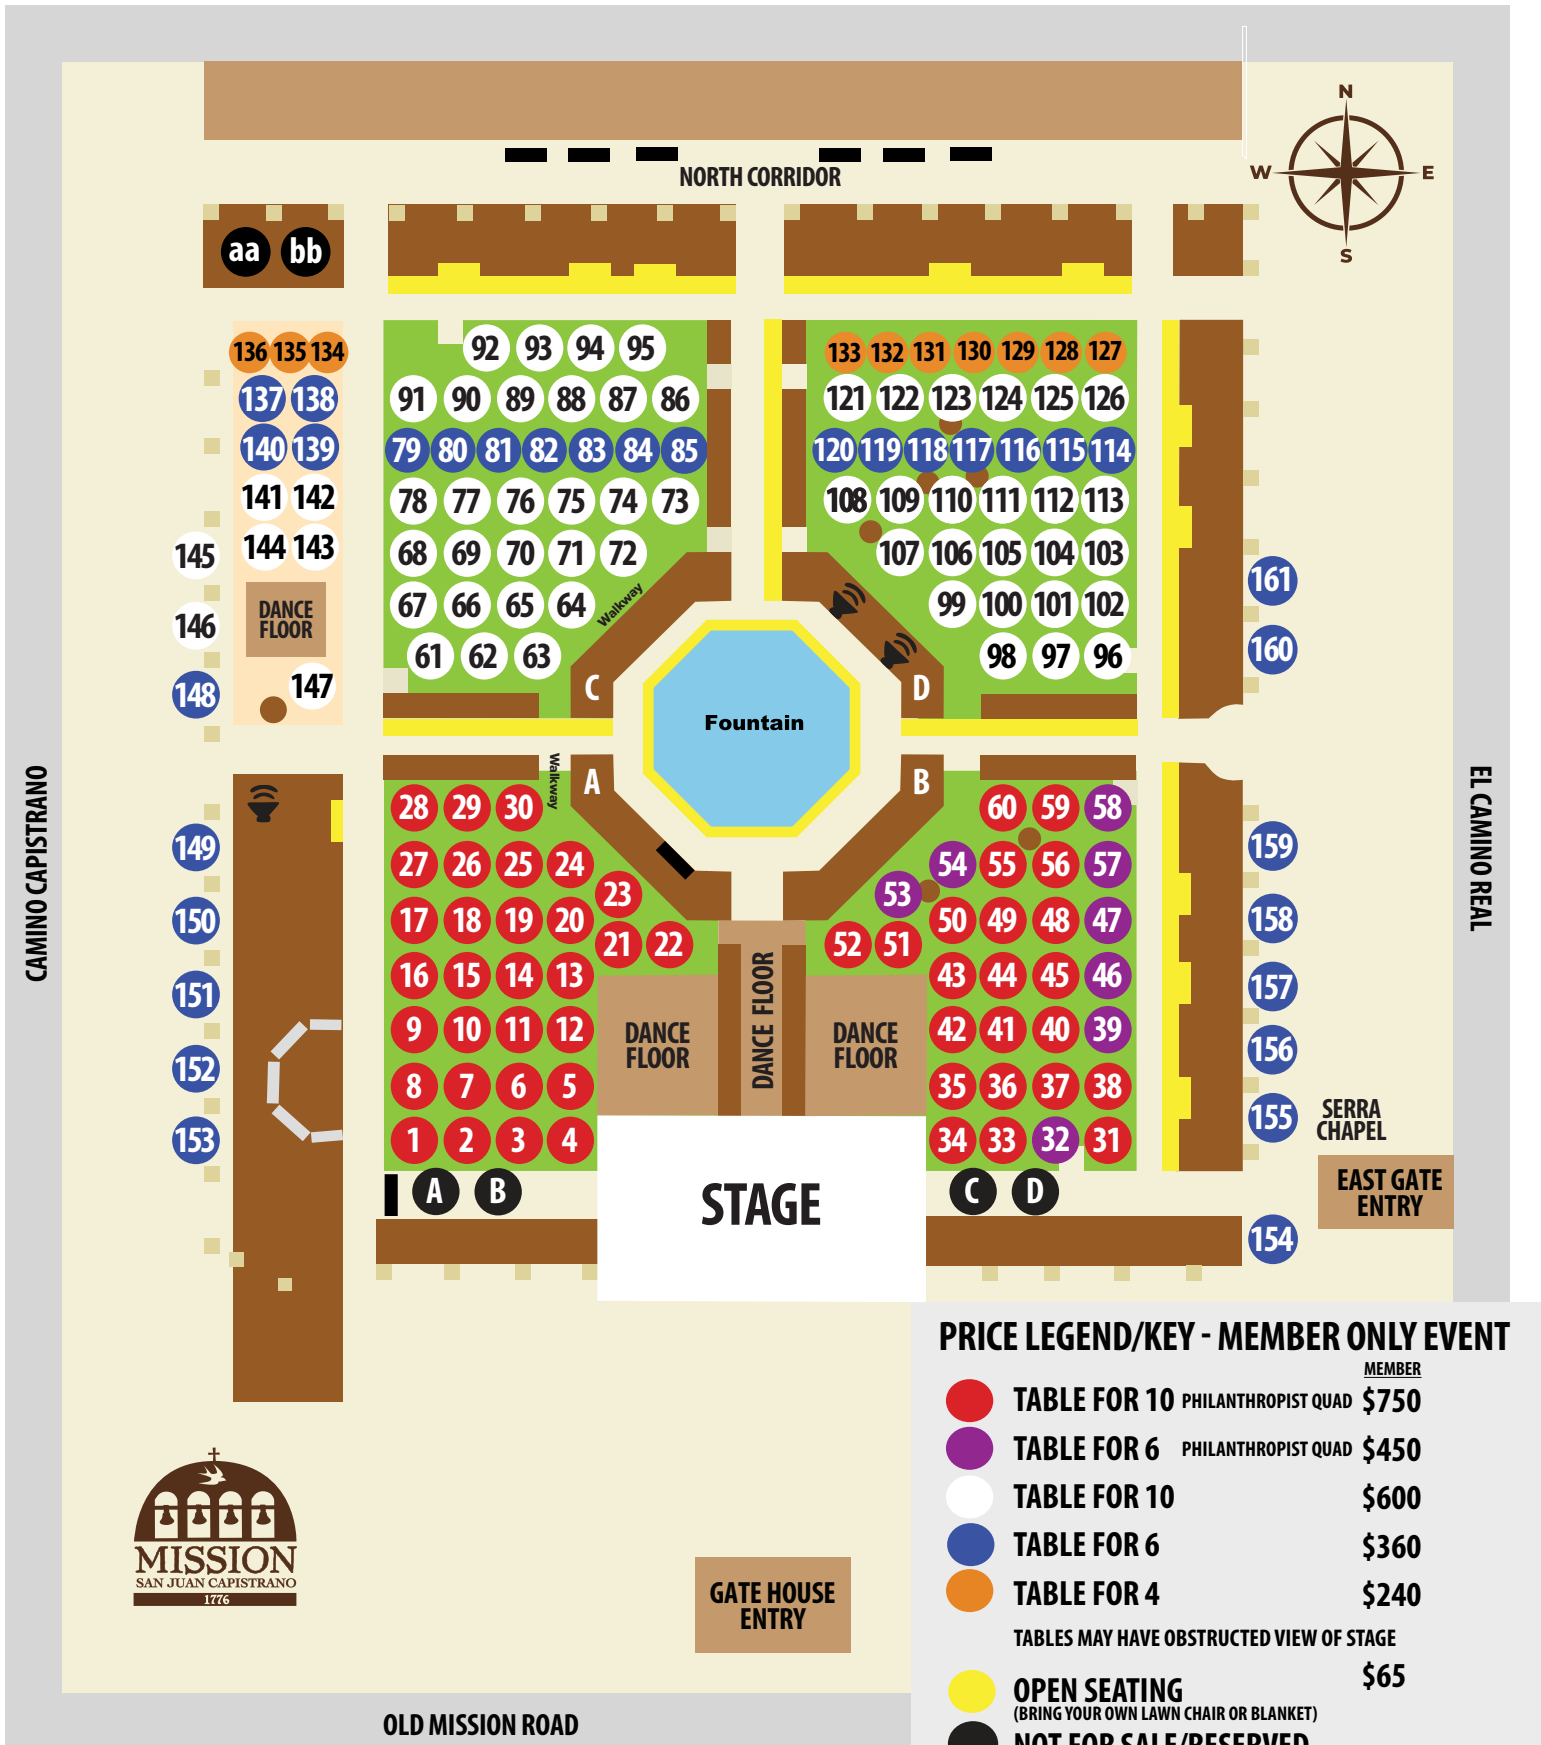 N
W E
S
NORTH CORRIDOR
aa bb
136 135 134
137 138
140 139
141 142
144 143
145
146
148
DANCE
FLOOR
147
92 93 94 95
91 90 89 88 87 86
79 80 81 82 83 84 85
78 77 76 75 74 73
68 69 70 71 72
67 66 65 64
61 62 63
Walkway
C
133 132 131 130 129 128 127
121 122 123 124 125 126
120 119 118 117 116 115 114
108 109 110 111 112 113
107 106 105 104 103
99 100 101 102
98 97 96
D
161
160
Fountain
CAMINO CAPISTRANO
EL CAMINO REAL
149
150
151
152
153
Walkway
A
28 29 30
27 26 25 24
23
17 18 19 20
21 22
16 15 14 13
9 10 11 12
8 7 6 5
1 2 3 4
A B
B
60 59 58
54 55 56 57
53
50 49 48 47
52 51
43 44 45 46
42 41 40 39
35 36 37 38
34 33 32 31
C D
DANCE
FLOOR
DANCE FLOOR
DANCE
FLOOR
STAGE
159
158
157
156
155
154
SERRA
CHAPEL
EAST GATE
ENTRY
PRICE LEGEND/KEY - MEMBER ONLY EVENT
MEMBER
TABLE FOR 10 PHILANTHROPIST QUAD $750
TABLE FOR 6 PHILANTHROPIST QUAD $450
TABLE FOR 10 $600
TABLE FOR 6 $360
TABLE FOR 4 $240
TABLES MAY HAVE OBSTRUCTED VIEW OF STAGE
$65
OPEN SEATING
(BRING YOUR OWN LAWN CHAIR OR BLANKET)
NOT FOR SALE/RESERVED
MISSION
SAN JUAN CAPISTRANO
1776
GATE HOUSE
ENTRY
OLD MISSION ROAD